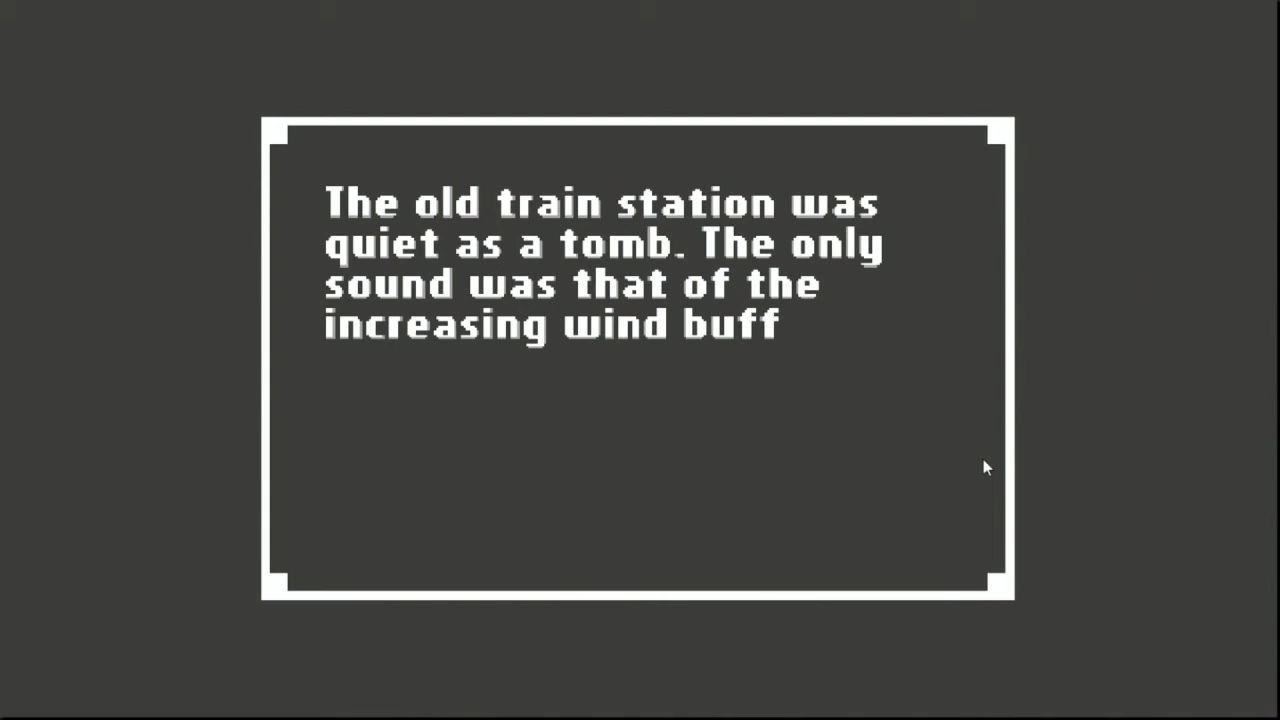 The old train station was
quiet as a tomb. The only
sound was that of the
increasing wind buff